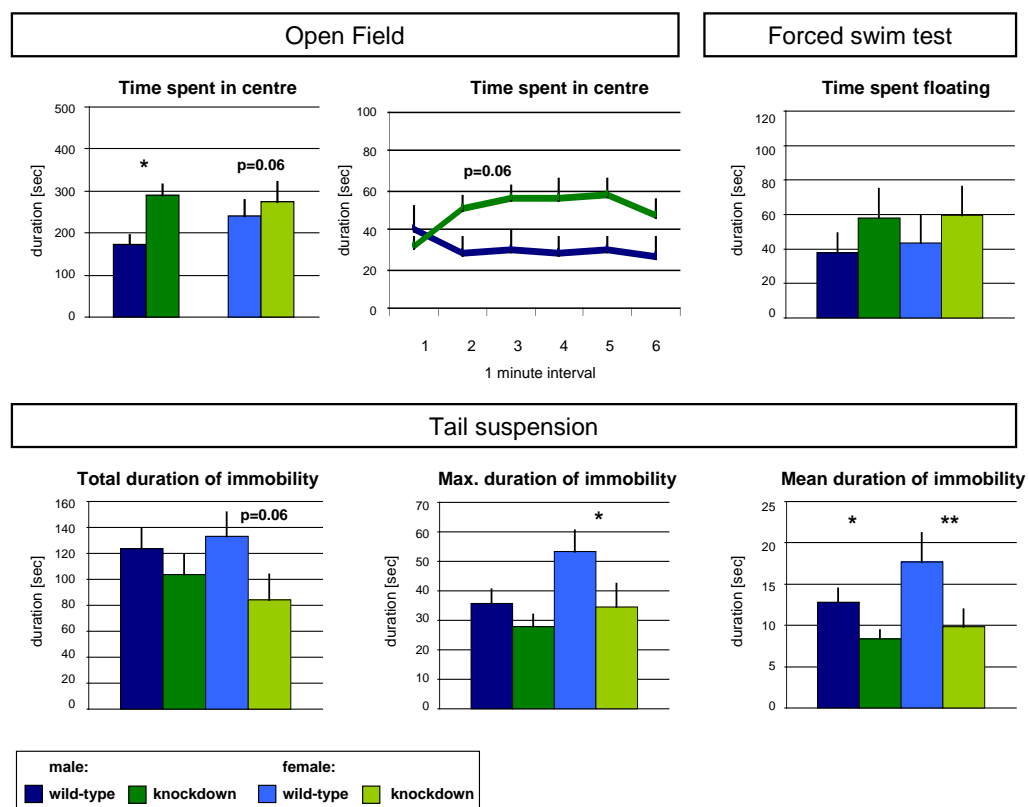 Open Field
Forced swim test
Time spent in centre
500
400
300
200
100
0
duration [sec]
*
p=0.06
Time spent in centre
100
80
60
40
20
0
duration [sec]
p=0.06
1 2 3 4 5 6
1 minute interval
Time spent floating
120
100
80
60
40
20
0
duration [sec]
Tail suspension
Total duration of immobility
160
140
120
100
80
60
40
20
0
duration [sec]
p=0.06
Max. duration of immobility
70
60
50
40
30
20
10
0
duration [sec]
*
Mean duration of immobility
25
20
15
10
5
0
duration [sec]
* **
male: female:
wild-type knockdown wild-type knockdown